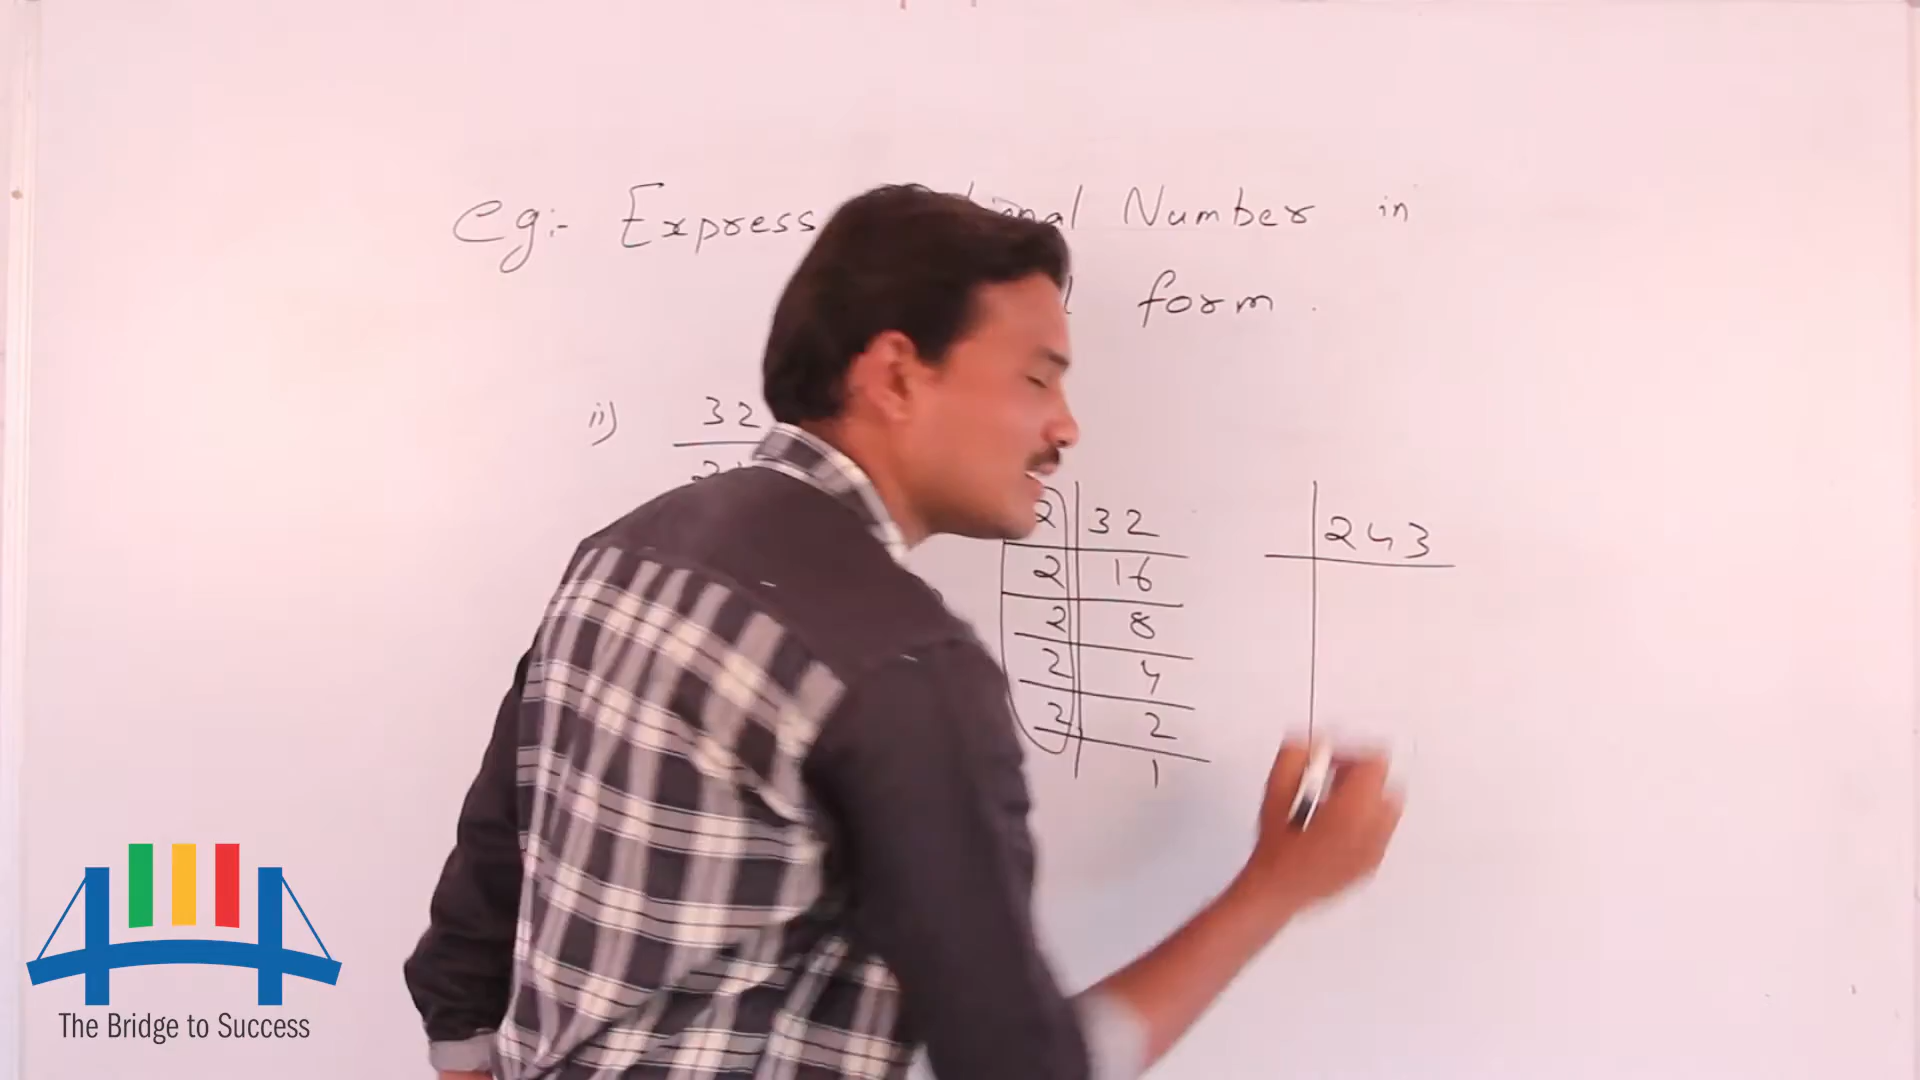 eg:- Express Number in
form.
ii) 32
2 32 243
2 16
2 8
2 4
2 2
1
The Bridge to Success